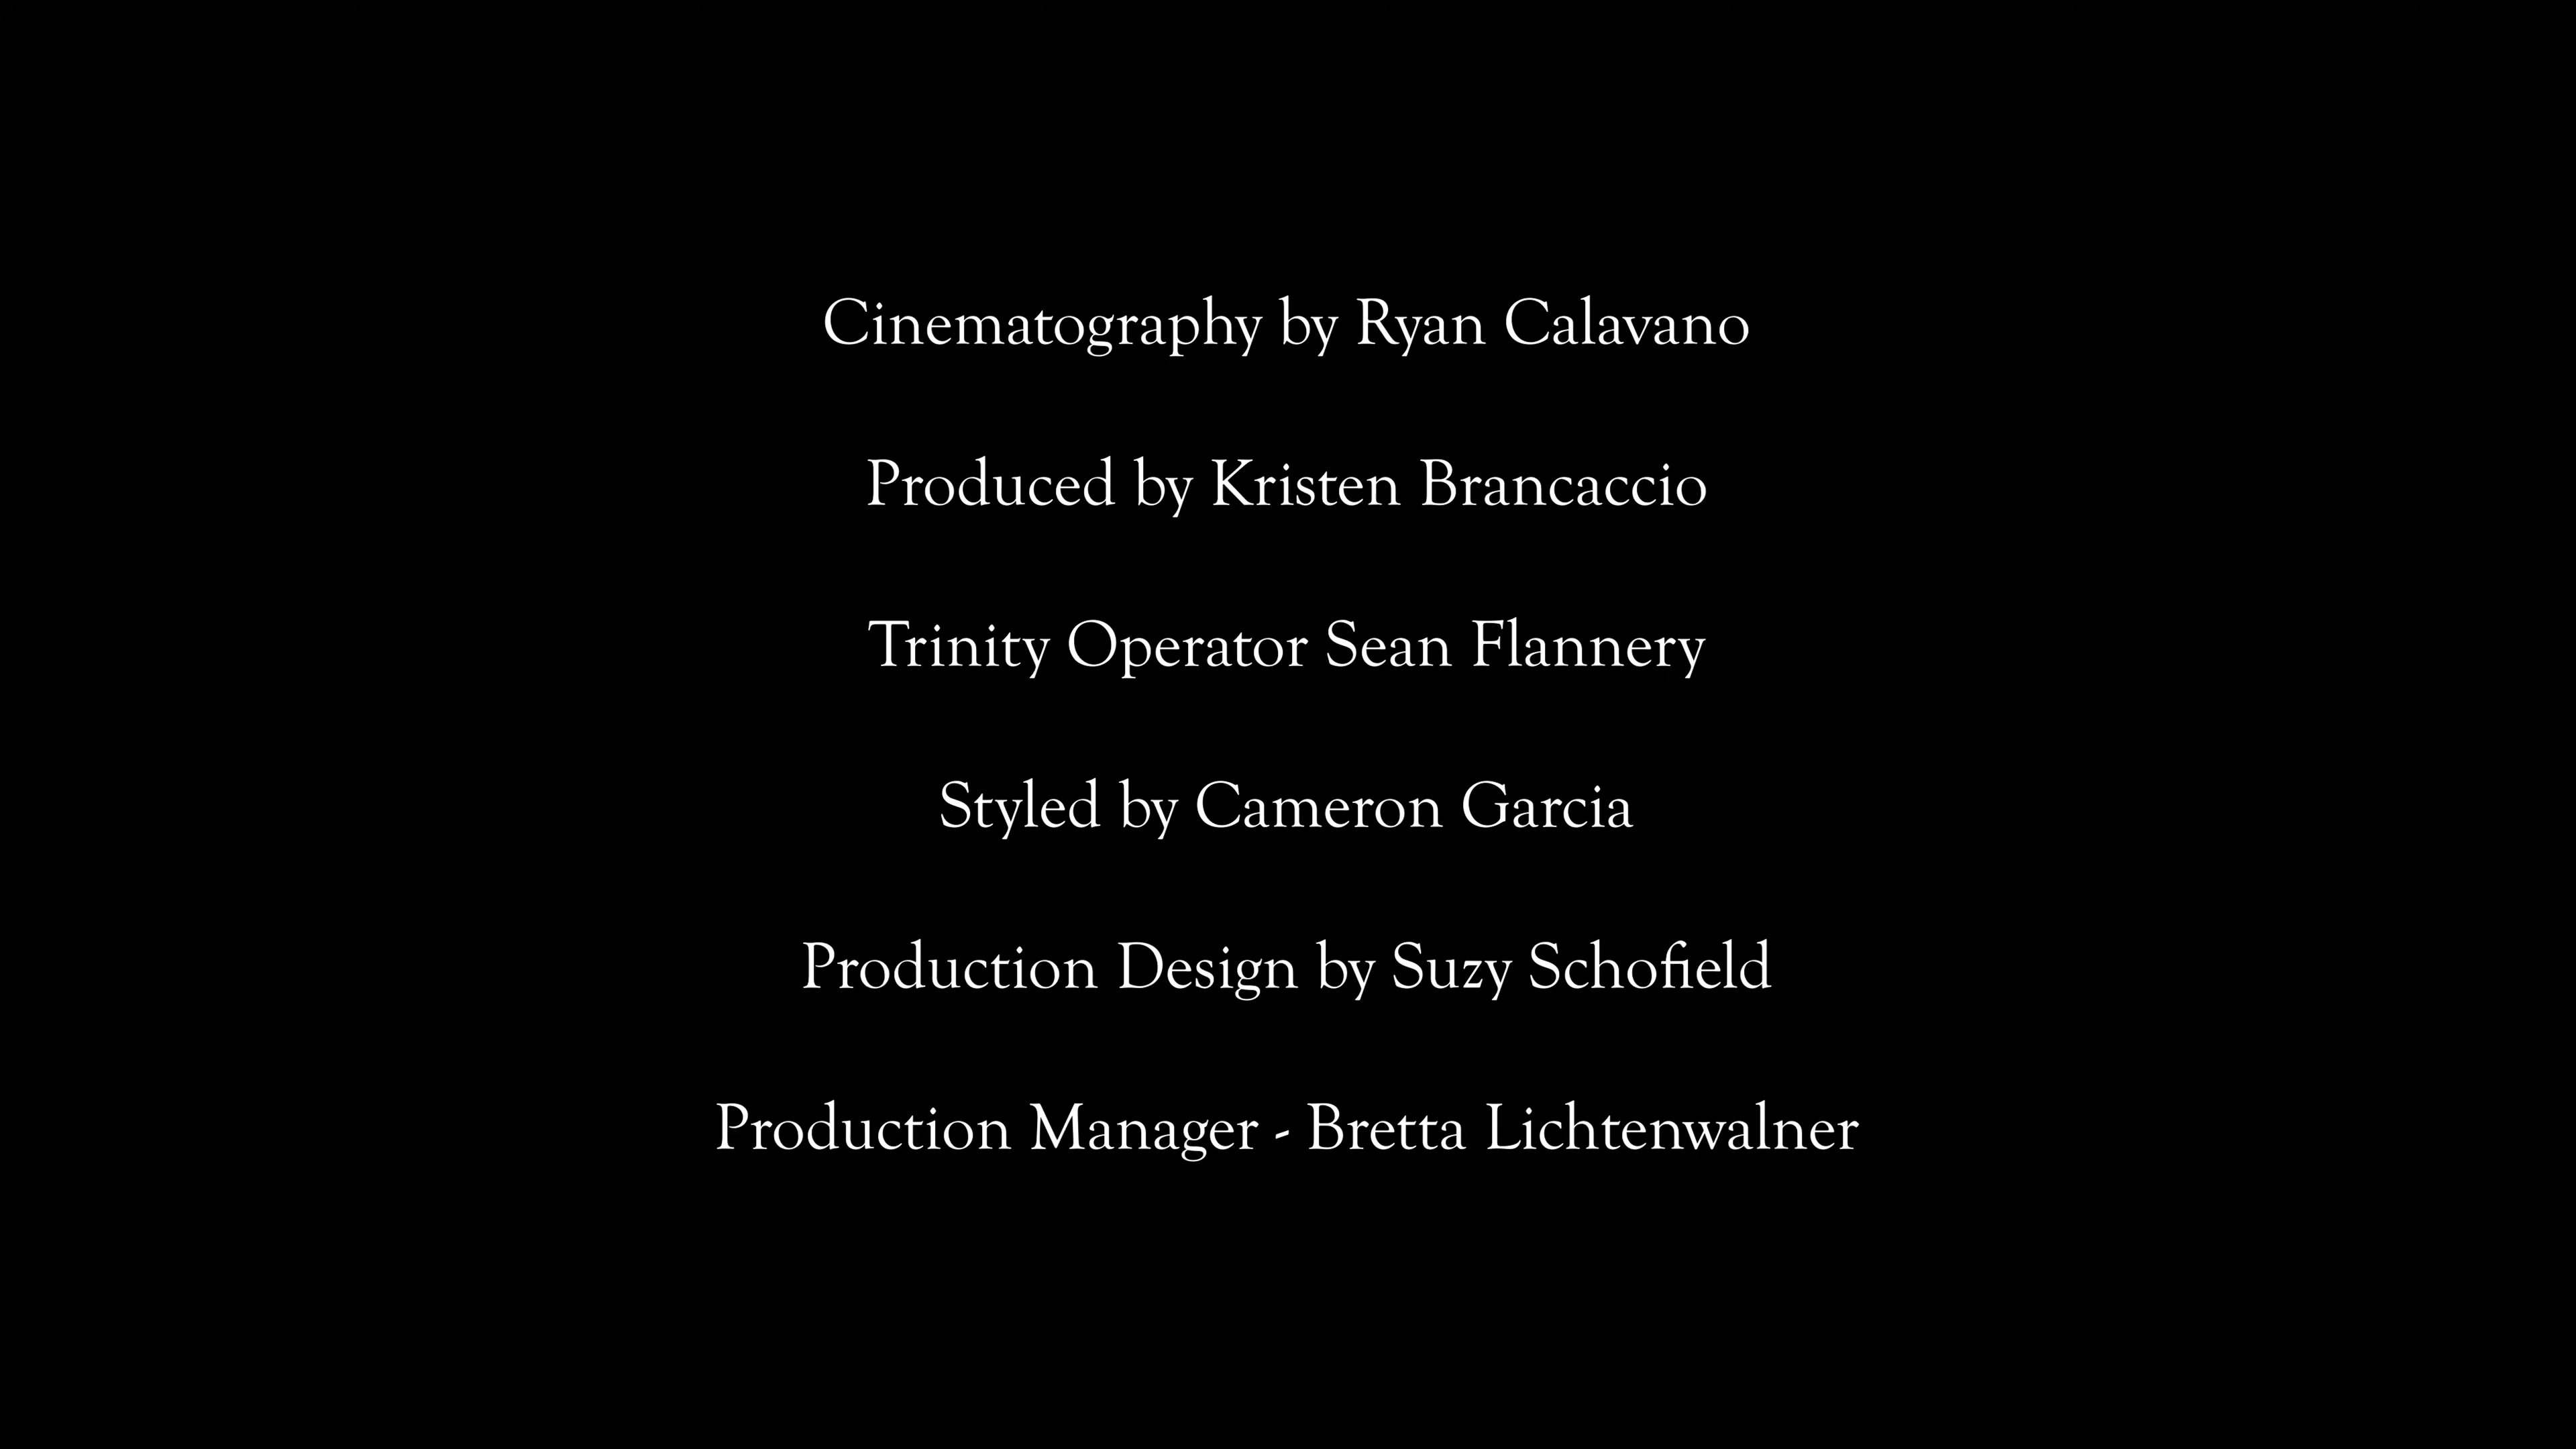 Cinematography by Ryan Calavano
Produced by Kristen Brancaccio
Trinity Operator Sean Flannery
Styled by Cameron Garcia
Production Design by Suzy Schofield
Production Manager - Bretta Lichtenwalner